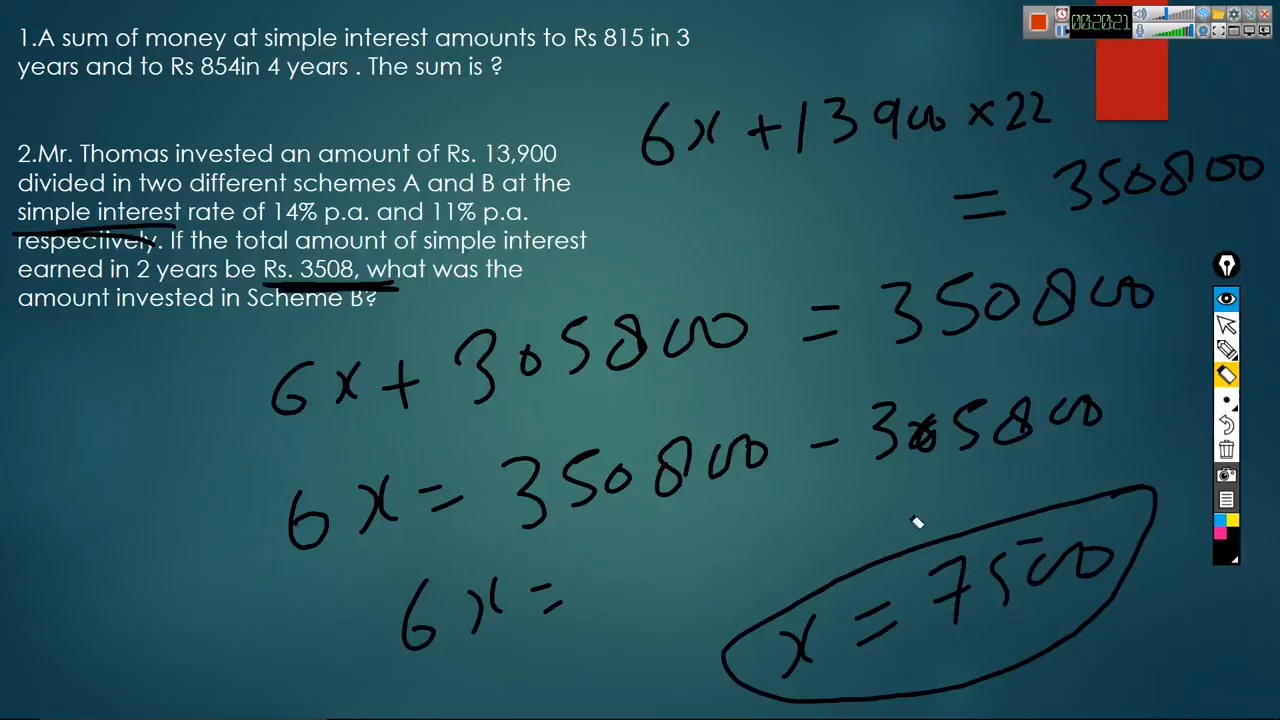 1.A sum of money at simple interest amounts to Rs 815 in 3
years and to Rs 854in 4 years . The sum is ?
2.Mr. Thomas invested an amount of Rs. 13,900
divided in two different schemes A and B at the
simple interest rate of 14% p.a. and 11% p.a.
respectively. If the total amount of simple interest
earned in 2 years be Rs. 3508, what was the
amount invested in Scheme B?
6x + 13900 × 22
= 350800
6x + 305800 = 350800
6x = 350800 - 305800
6x =
x = 7500
00:20:21